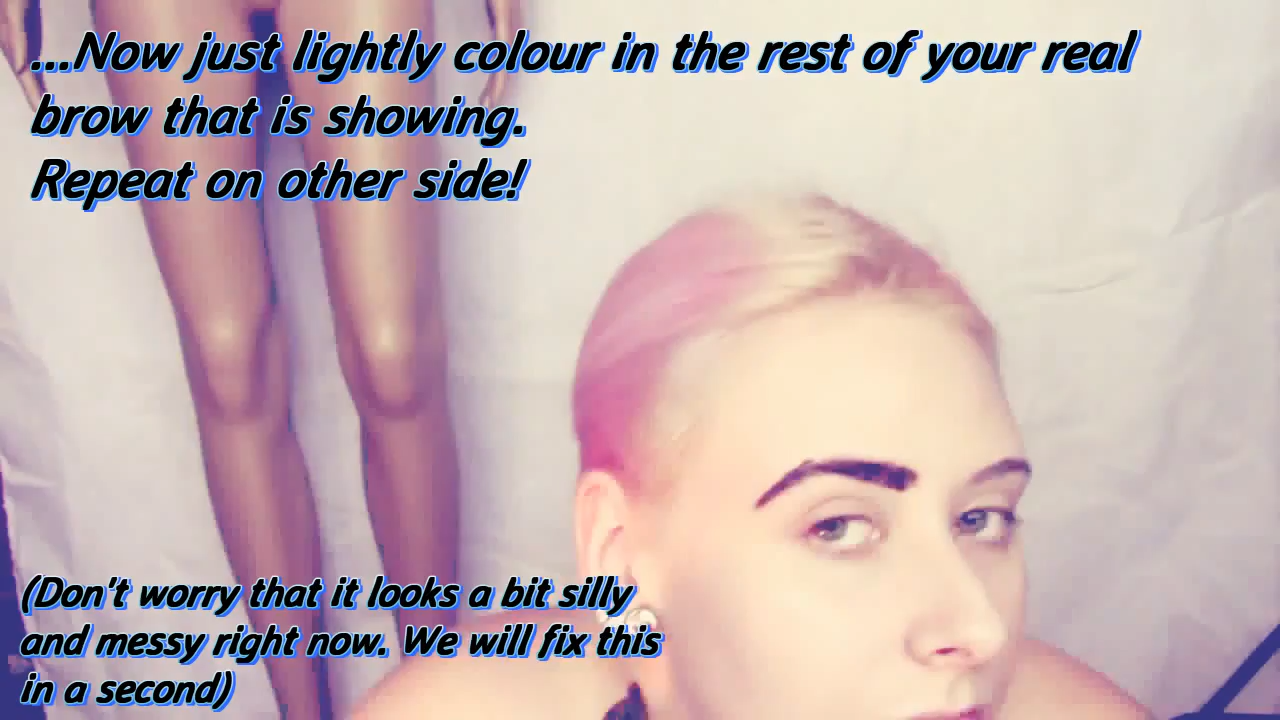 ...Now just lightly colour in the rest of your real
brow that is showing.
Repeat on other side!
(Don't worry that it looks a bit silly
and messy right now. We will fix this
in a second)